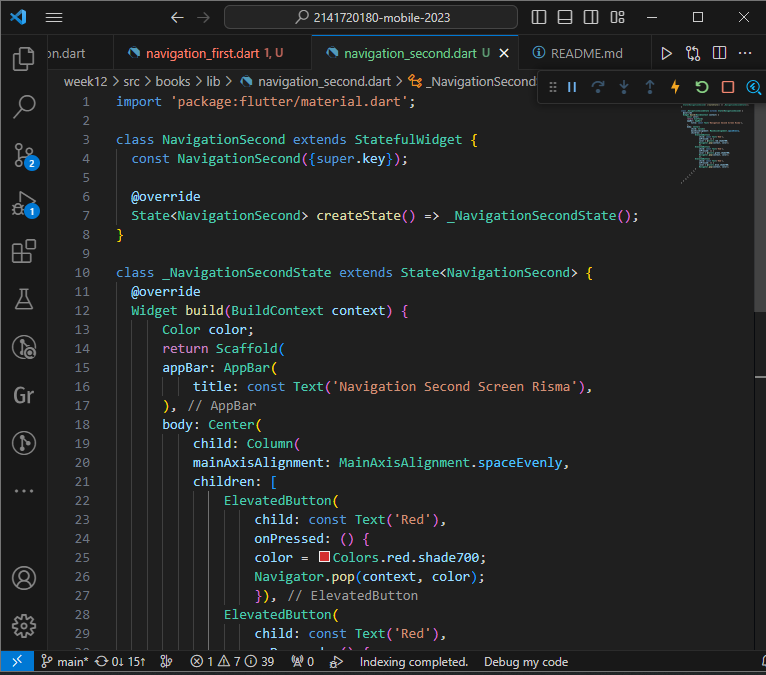 2141720180-mobile-2023
on.dart navigation_first.dart 1, U navigation_second.dart U README.md
week12 > src > books > lib > navigation_second.dart > _NavigationSecond
1 import 'package:flutter/material.dart';
2
3 class NavigationSecond extends StatefulWidget {
4 const NavigationSecond({super.key});
5
6 @override
7 State<NavigationSecond> createState() => _NavigationSecondState();
8 }
9
10 class _NavigationSecondState extends State<NavigationSecond> {
11 @override
12 Widget build(BuildContext context) {
13 Color color;
14 return Scaffold(
15 appBar: AppBar(
16 title: const Text('Navigation Second Screen Risma'),
17 ), // AppBar
18 body: Center(
19 child: Column(
20 mainAxisAlignment: MainAxisAlignment.spaceEvenly,
21 children: [
22 ElevatedButton(
23 child: const Text('Red'),
24 onPressed: () {
25 color = Colors.red.shade700;
26 Navigator.pop(context, color);
27 }), // ElevatedButton
28 ElevatedButton(
29 child: const Text('Red'),
2
1
Gr
main* 0↓ 15↑ 1 7 39 0 Indexing completed. Debug my code